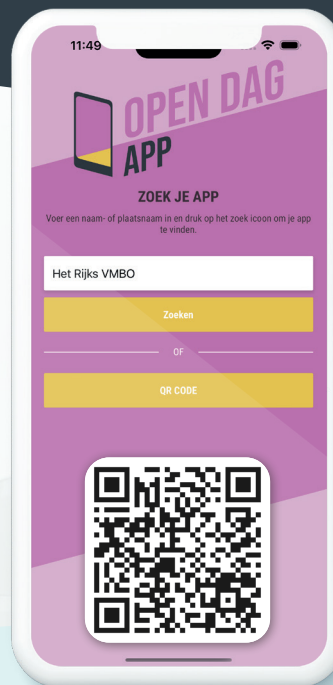 11:49
OPEN DAG
APP
ZOEK JE APP
Voer een naam- of plaatsnaam in en druk op het zoek icoon om je app
te vinden.
Het Rijks VMBO
Zoeken
OF
QR CODE